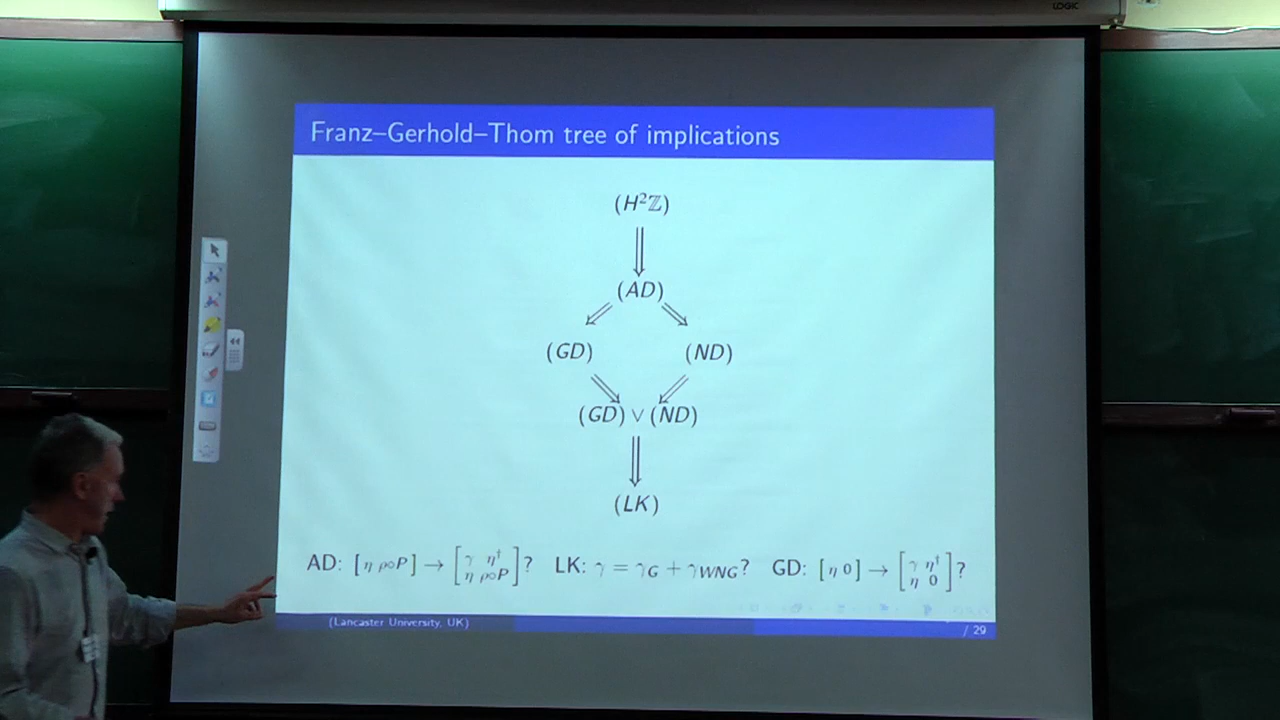 LOGIC
Franz–Gerhold–Thom tree of implications
(H²ℤ)
(AD)
(GD) (ND)
(GD) ∨ (ND)
(LK)
AD: [η ρ∘P] → [γ η†; η ρ∘P]? LK: γ = γ_G + γ_WNG? GD: [η 0] → [γ η†; η 0]?
(Lancaster University, UK) / 29